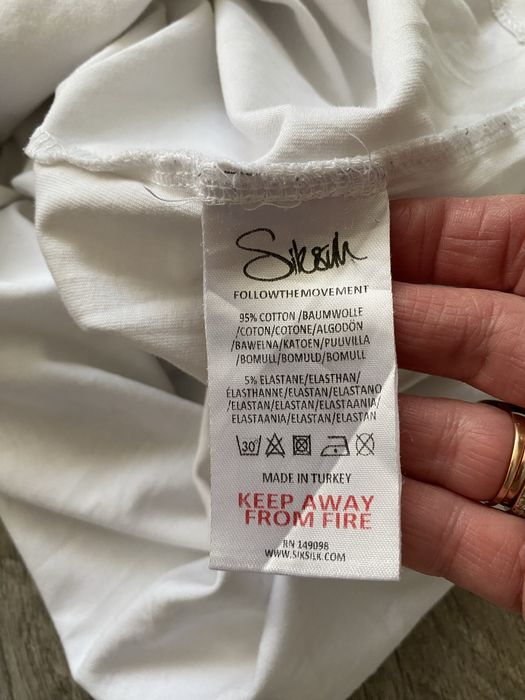 SikSilk
FOLLOWTHEMOVEMENT
95% COTTON /BAUMWOLLE
/COTON/COTONE/ALGODÓN
/BAWELNA/KATOEN/PUUVILLA
/BOMULL/BOMULD/BOMULL
5% ELASTANE/ELASTHAN/
ÉLASTHANNE/ELASTAN/ELASTANO
/ELASTAN/ELASTAN/ELASTAANIA/
ELASTAANIA/ELASTAN/ELASTAN
30°
MADE IN TURKEY
KEEP AWAY
FROM FIRE
RN 149098
WWW.SIKSILK.COM